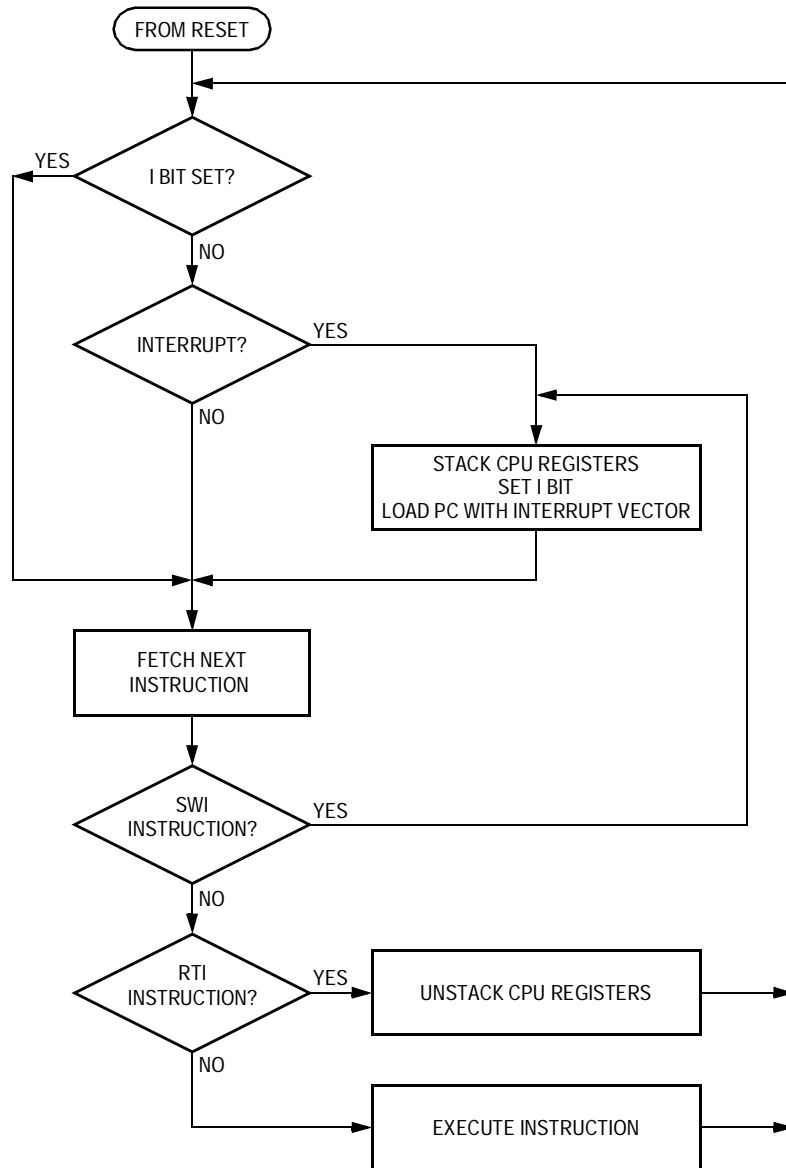 FROM RESET
YES
I BIT SET?
NO
INTERRUPT?
YES
NO
STACK CPU REGISTERS
SET I BIT
LOAD PC WITH INTERRUPT VECTOR
FETCH NEXT
INSTRUCTION
SWI
INSTRUCTION?
YES
NO
RTI
INSTRUCTION?
YES
UNSTACK CPU REGISTERS
NO
EXECUTE INSTRUCTION